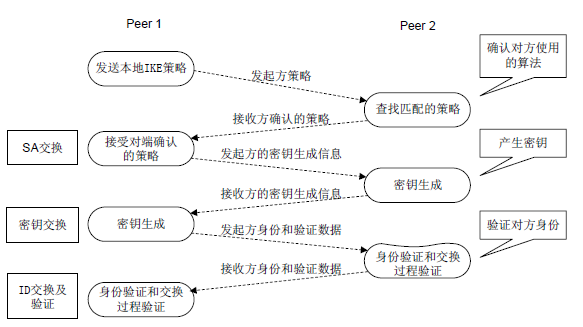 Peer 1
Peer 2
确认对方使用
的算法
发送本地IKE策略
发起方策略
查找匹配的策略
接收方确认的策略
SA交换
接受对端确认
的策略
产生密钥
发起方的密钥生成信息
密钥生成
接收方的密钥生成信息
密钥交换
密钥生成
验证对方身份
发起方身份和验证数据
身份验证和交换
过程验证
接收方身份和验证数据
ID交换及
验证
身份验证和交换
过程验证